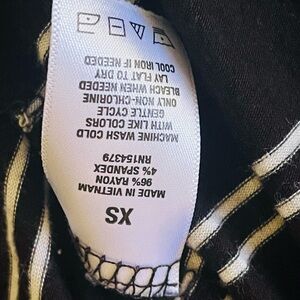 XS
MADE IN VIETNAM
96% RAYON
4% SPANDEX
RN154379
MACHINE WASH COLD
WITH LIKE COLORS
GENTLE CYCLE
ONLY NON-CHLORINE
BLEACH WHEN NEEDED
LAY FLAT TO DRY
COOL IRON IF NEEDED